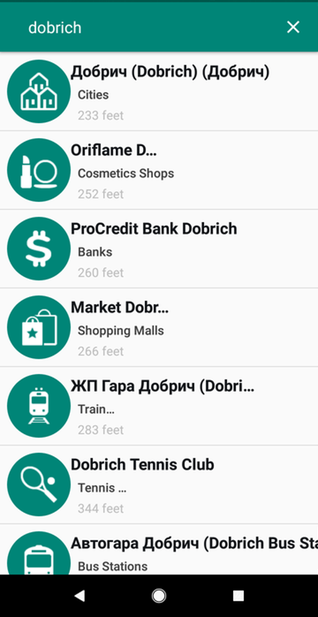 dobrich
Добрич (Dobrich) (Добрич)
Cities
233 feet
Oriflame D...
Cosmetics Shops
252 feet
ProCredit Bank Dobrich
Banks
260 feet
Market Dobr...
Shopping Malls
266 feet
ЖП Гара Добрич (Dobri...
Train...
283 feet
Dobrich Tennis Club
Tennis ...
344 feet
Автогара Добрич (Dobrich Bus Sta
Bus Stations